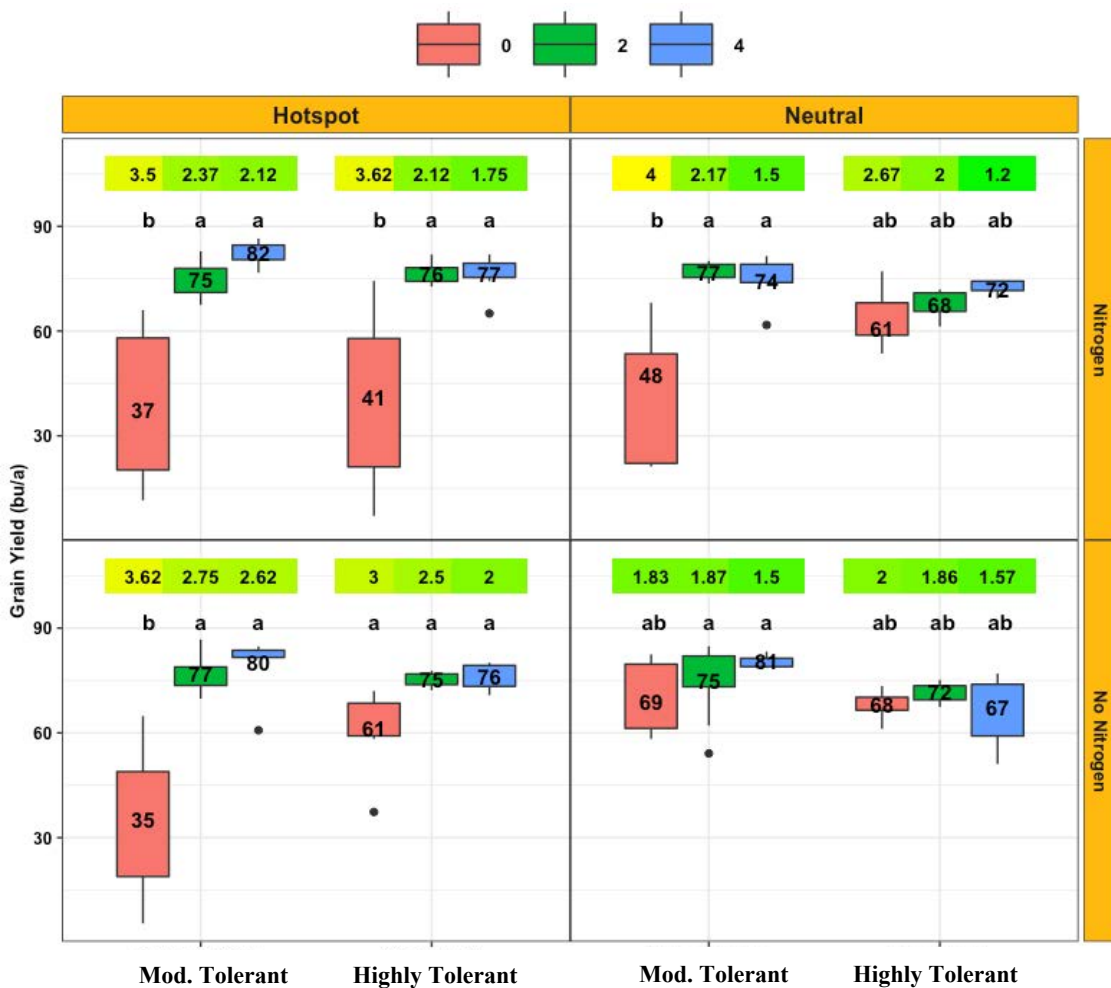 0 2 4
Hotspot Neutral
3.5 2.37 2.12 3.62 2.12 1.75 4 2.17 1.5 2.67 2 1.2
b a a b a a b a a ab ab ab
90
82
75 76 77 77 74 72
68
60 61
48
37 41
30
Nitrogen
Grain Yield (bu/a)
3.62 2.75 2.62 3 2.5 2 1.83 1.87 1.5 2 1.86 1.57
b a a a a a ab a a ab ab ab
90
77 80 75 76 75 81
69 68 72 67
60 61
35
30
No Nitrogen
Mod. Tolerant Highly Tolerant Mod. Tolerant Highly Tolerant